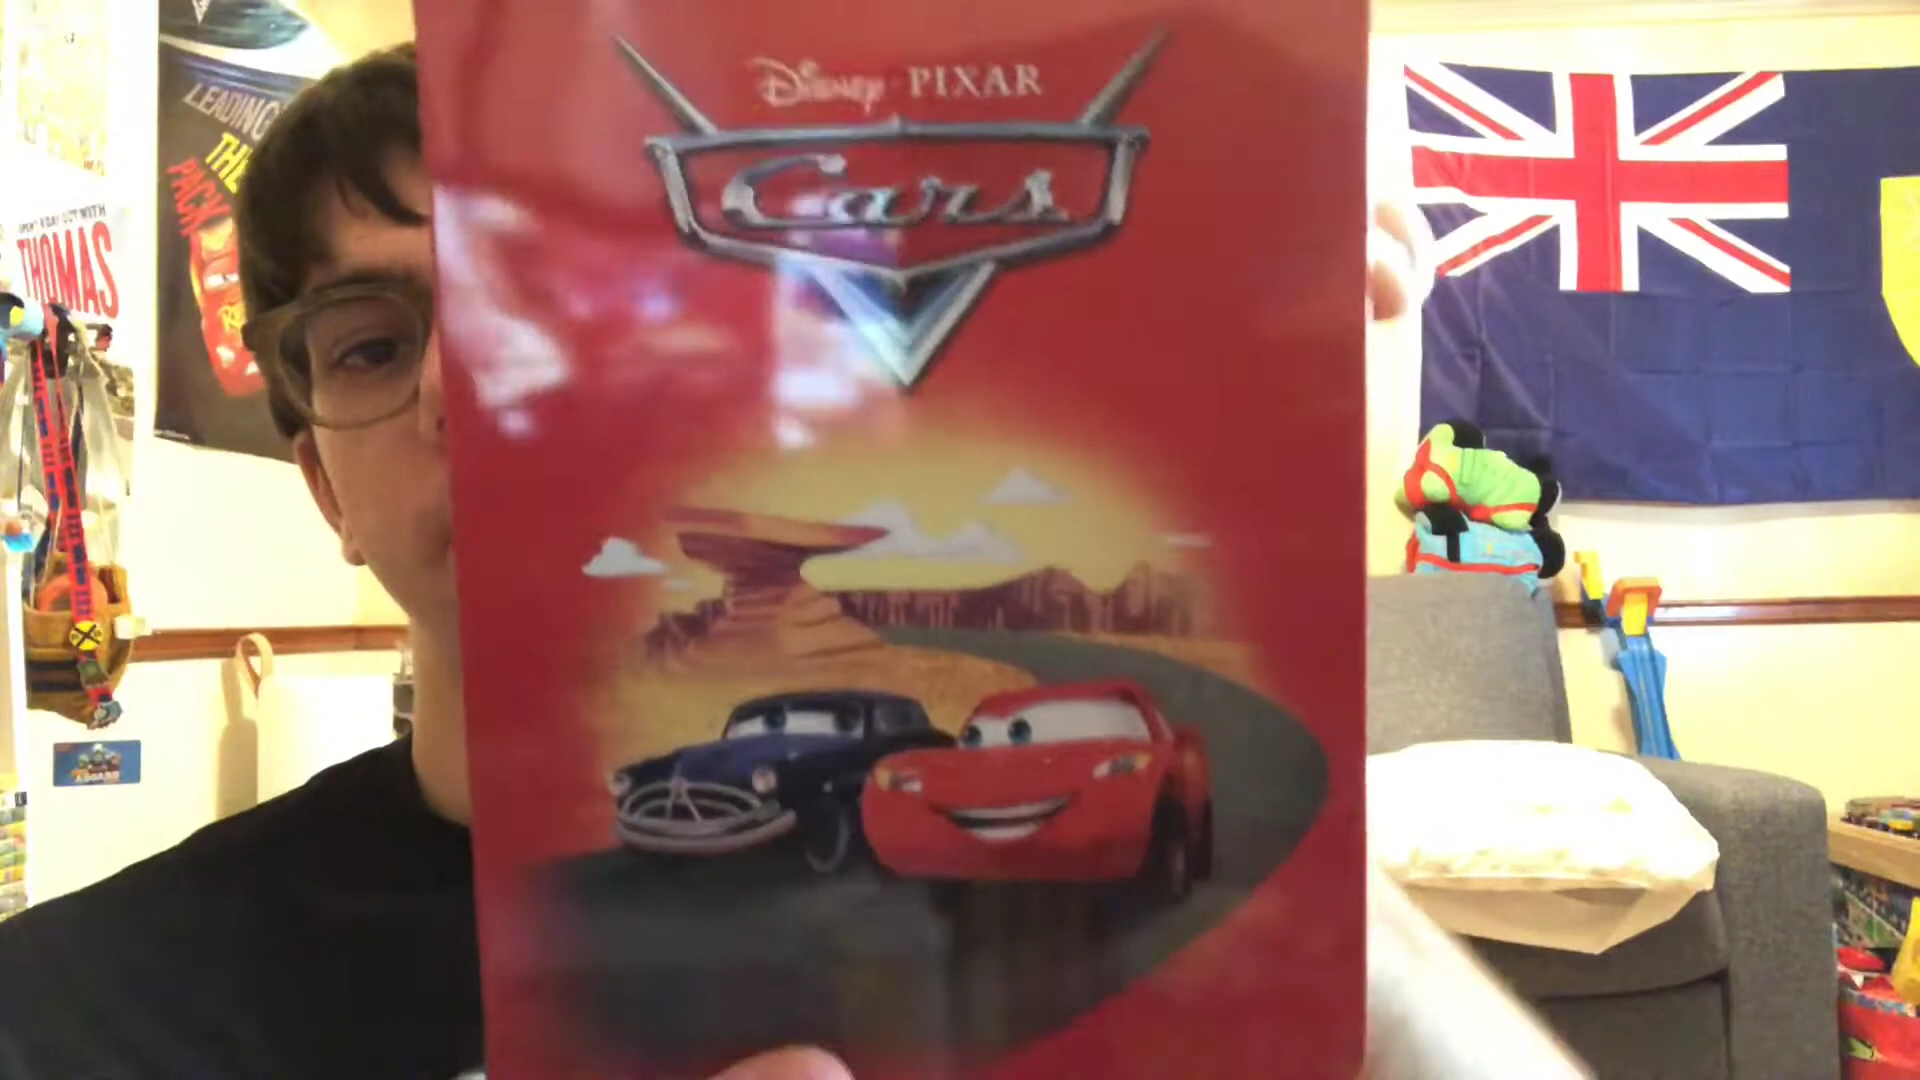 LEADING
THE
PACK
THOMAS
Disney · PIXAR
Cars